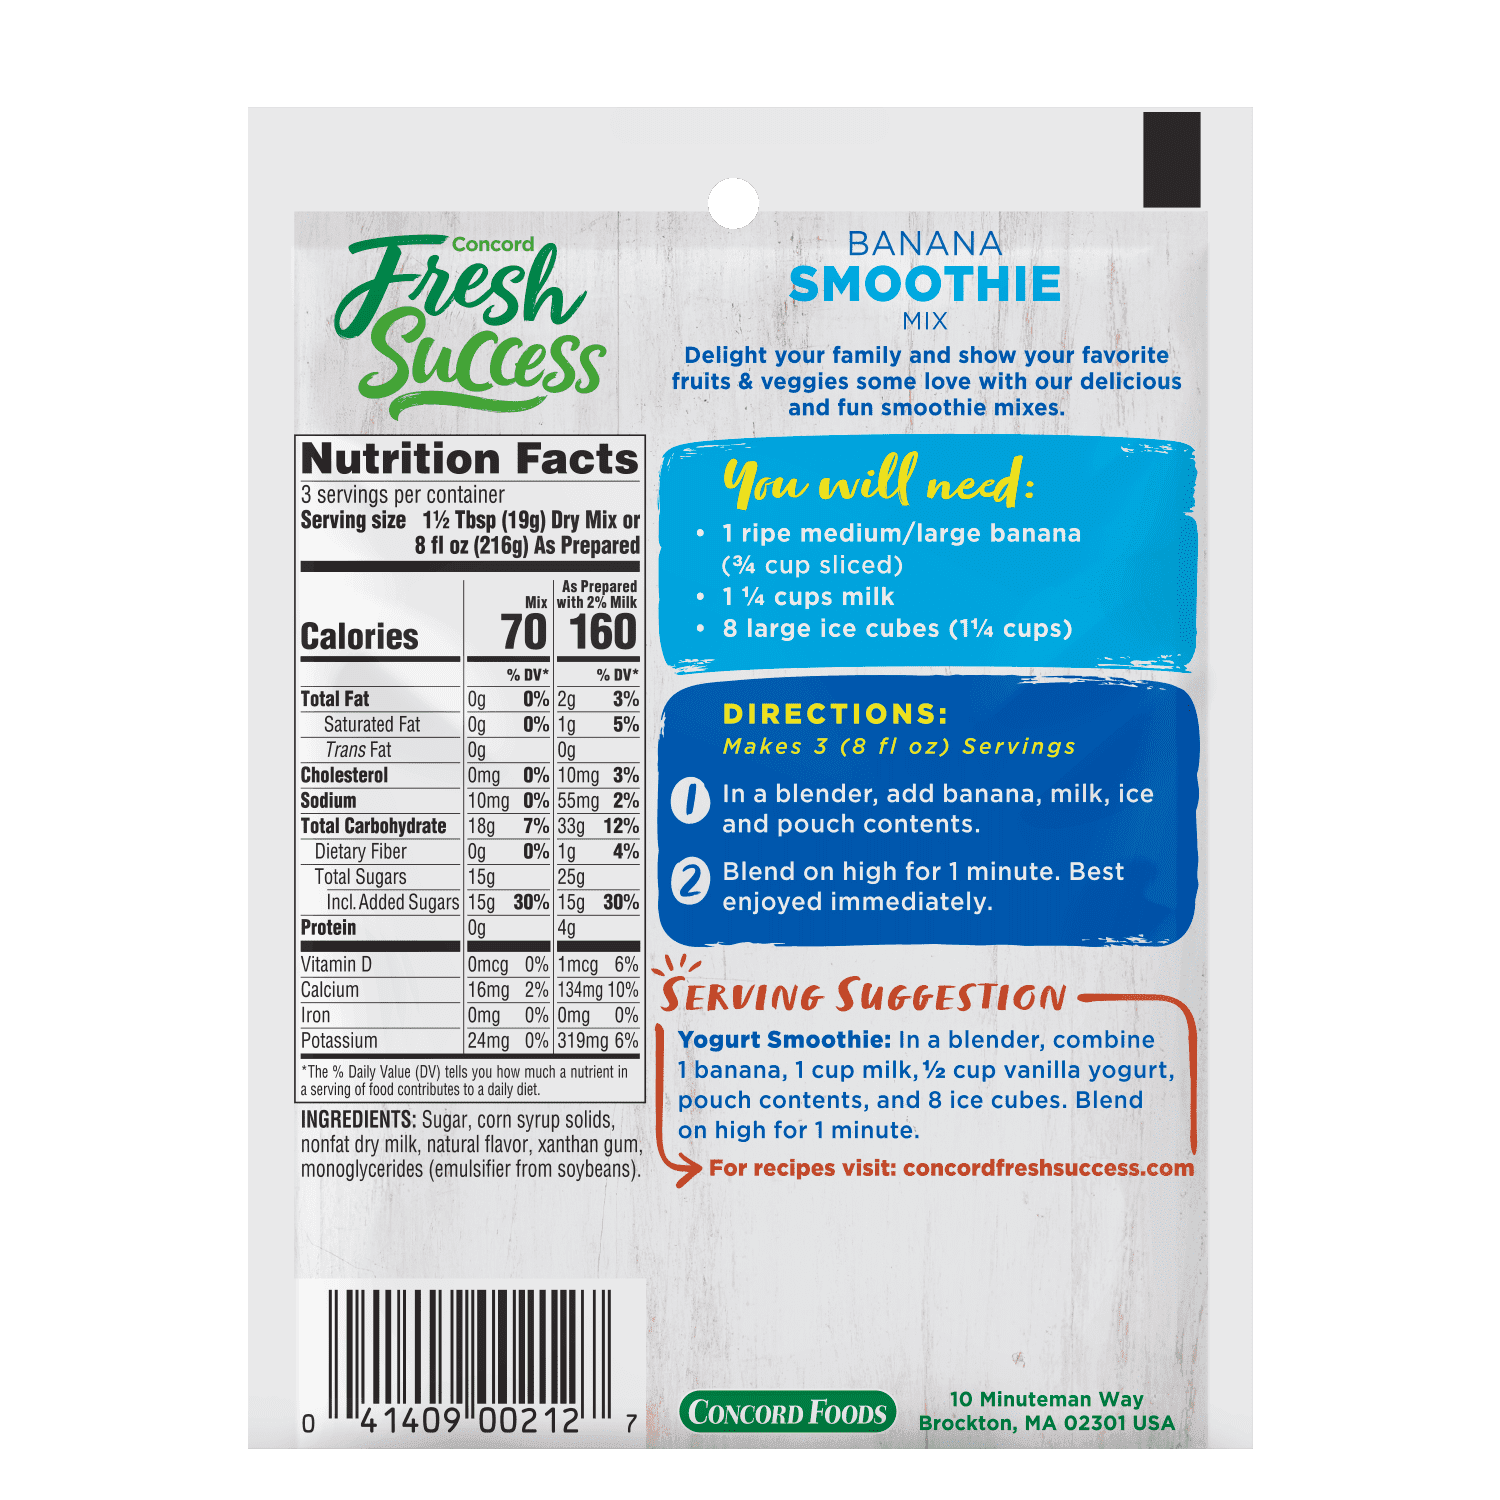 Concord
Fresh
Success
BANANA
SMOOTHIE
MIX
Delight your family and show your favorite
fruits & veggies some love with our delicious
and fun smoothie mixes.
Nutrition Facts
3 servings per container
Serving size 1½ Tbsp (19g) Dry Mix or
8 fl oz (216g) As Prepared
As Prepared
Mix with 2% Milk
Calories 70 160
% DV* % DV*
Total Fat 0g 0% 2g 3%
Saturated Fat 0g 0% 1g 5%
Trans Fat 0g 0g
Cholesterol 0mg 0% 10mg 3%
Sodium 10mg 0% 55mg 2%
Total Carbohydrate 18g 7% 33g 12%
Dietary Fiber 0g 0% 1g 4%
Total Sugars 15g 25g
Incl. Added Sugars 15g 30% 15g 30%
Protein 0g 4g
Vitamin D 0mcg 0% 1mcg 6%
Calcium 16mg 2% 134mg 10%
Iron 0mg 0% 0mg 0%
Potassium 24mg 0% 319mg 6%
*The % Daily Value (DV) tells you how much a nutrient in
a serving of food contributes to a daily diet.
INGREDIENTS: Sugar, corn syrup solids,
nonfat dry milk, natural flavor, xanthan gum,
monoglycerides (emulsifier from soybeans).
0 41409 00212 7
You will need:
• 1 ripe medium/large banana
(¾ cup sliced)
• 1 ¼ cups milk
• 8 large ice cubes (1¼ cups)
DIRECTIONS:
Makes 3 (8 fl oz) Servings
1 In a blender, add banana, milk, ice
and pouch contents.
2 Blend on high for 1 minute. Best
enjoyed immediately.
SERVING SUGGESTION
Yogurt Smoothie: In a blender, combine
1 banana, 1 cup milk, ½ cup vanilla yogurt,
pouch contents, and 8 ice cubes. Blend
on high for 1 minute.
For recipes visit: concordfreshsuccess.com
CONCORD FOODS
10 Minuteman Way
Brockton, MA 02301 USA